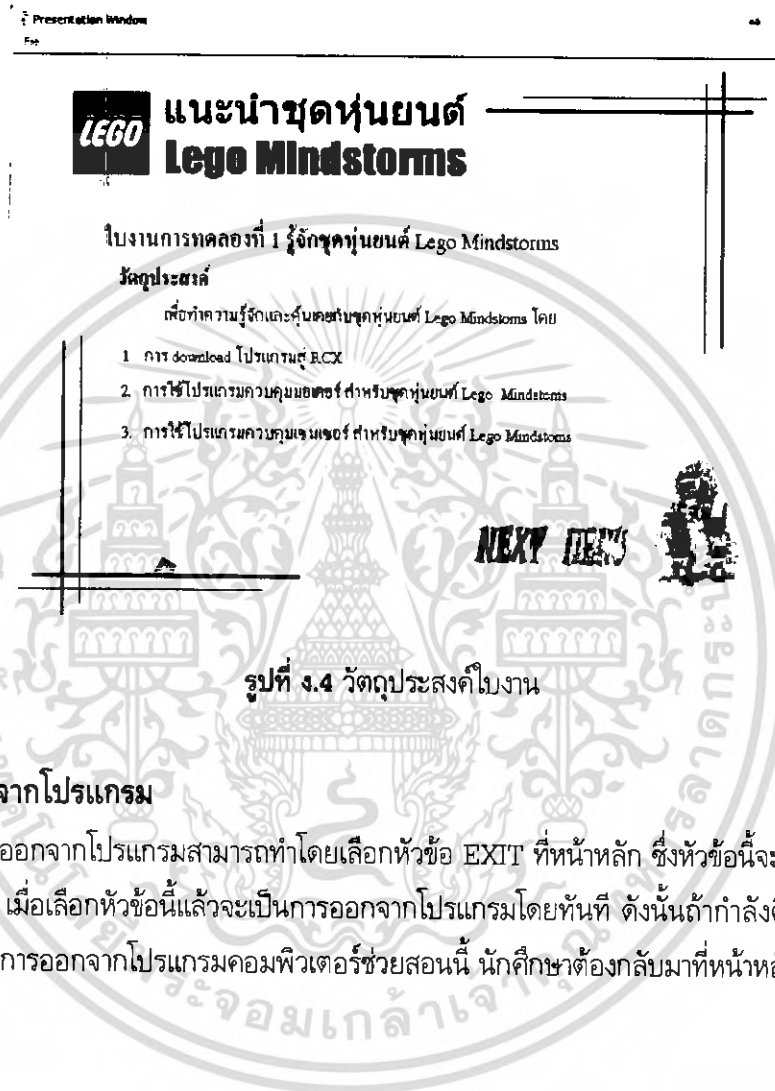 Presentation Window
LEGO
แนะนำชุดหุ่นยนต์
Lego Mindstorms
ใบงานการทดลองที่ 1 รู้จักชุดหุ่นยนต์ Lego Mindstorms
วัตถุประสงค์
เพื่อทำความรู้จักและคุ้นเคยกับชุดหุ่นยนต์ Lego Mindstoms โดย
1 การ download โปรแกรมสู่ RCX
2. การใช้โปรแกรมควบคุมมอเตอร์ สำหรับชุดหุ่นยนต์ Lego Mindstoms
3. การใช้โปรแกรมควบคุมเซนเซอร์ สำหรับชุดหุ่นยนต์ Lego Mindstoms
NEXT
รูปที่ ง.4 วัตถุประสงค์ใบงาน
จากโปรแกรม
ออกจากโปรแกรมสามารถทำโดยเลือกหัวข้อ EXIT ที่หน้าหลัก ซึ่งหัวข้อนี้จะ
เมื่อเลือกหัวข้อนี้แล้วจะเป็นการออกจากโปรแกรมโดยทันที ดังนั้นถ้ากำลัง
การออกจากโปรแกรมคอมพิวเตอร์ช่วยสอนนี้ นักศึกษาต้องกลับมาที่หน้า